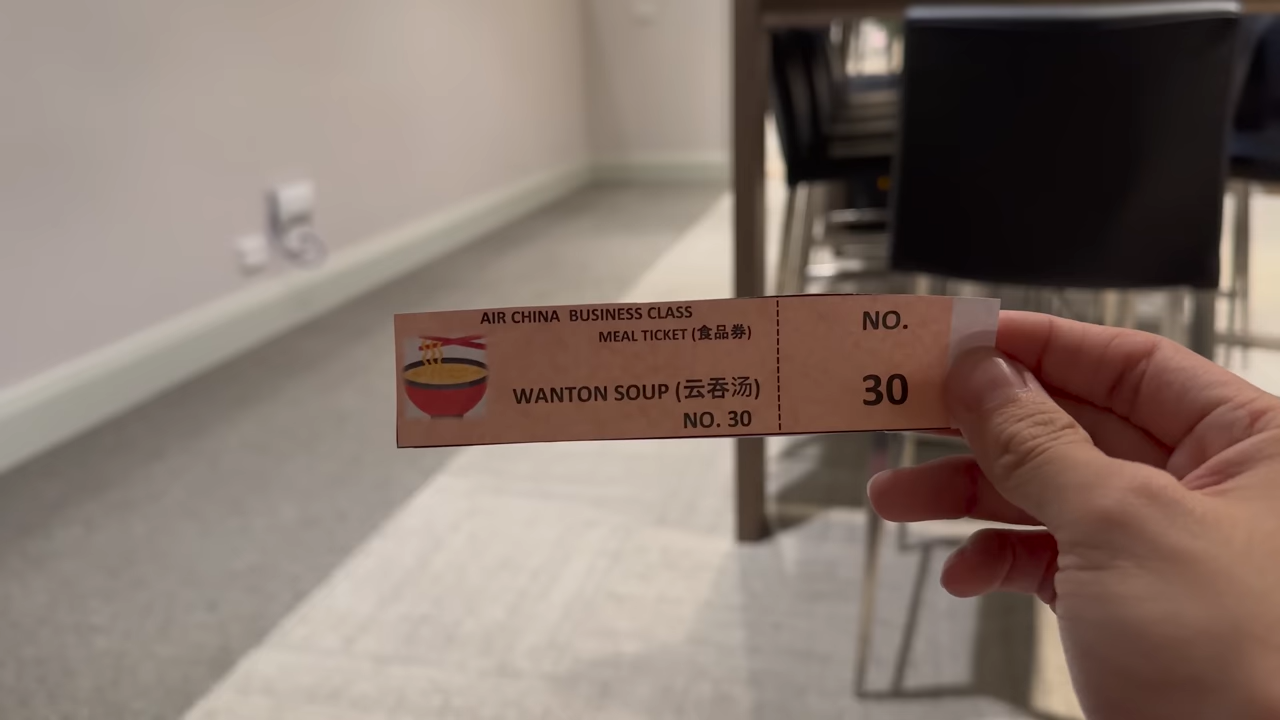 AIR CHINA BUSINESS CLASS
MEAL TICKET (食品券)
WANTON SOUP (云吞汤)
NO. 30
NO.
30